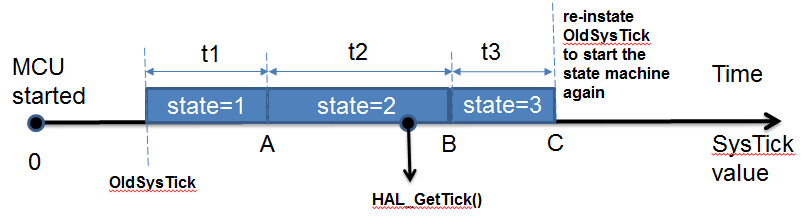 re-instate
OldSysTick
to start the
state machine
again
t1 t2 t3
MCU
started
Time
state=1 state=2 state=3
0 A B C
SysTick
value
OldSysTick
HAL_GetTick()